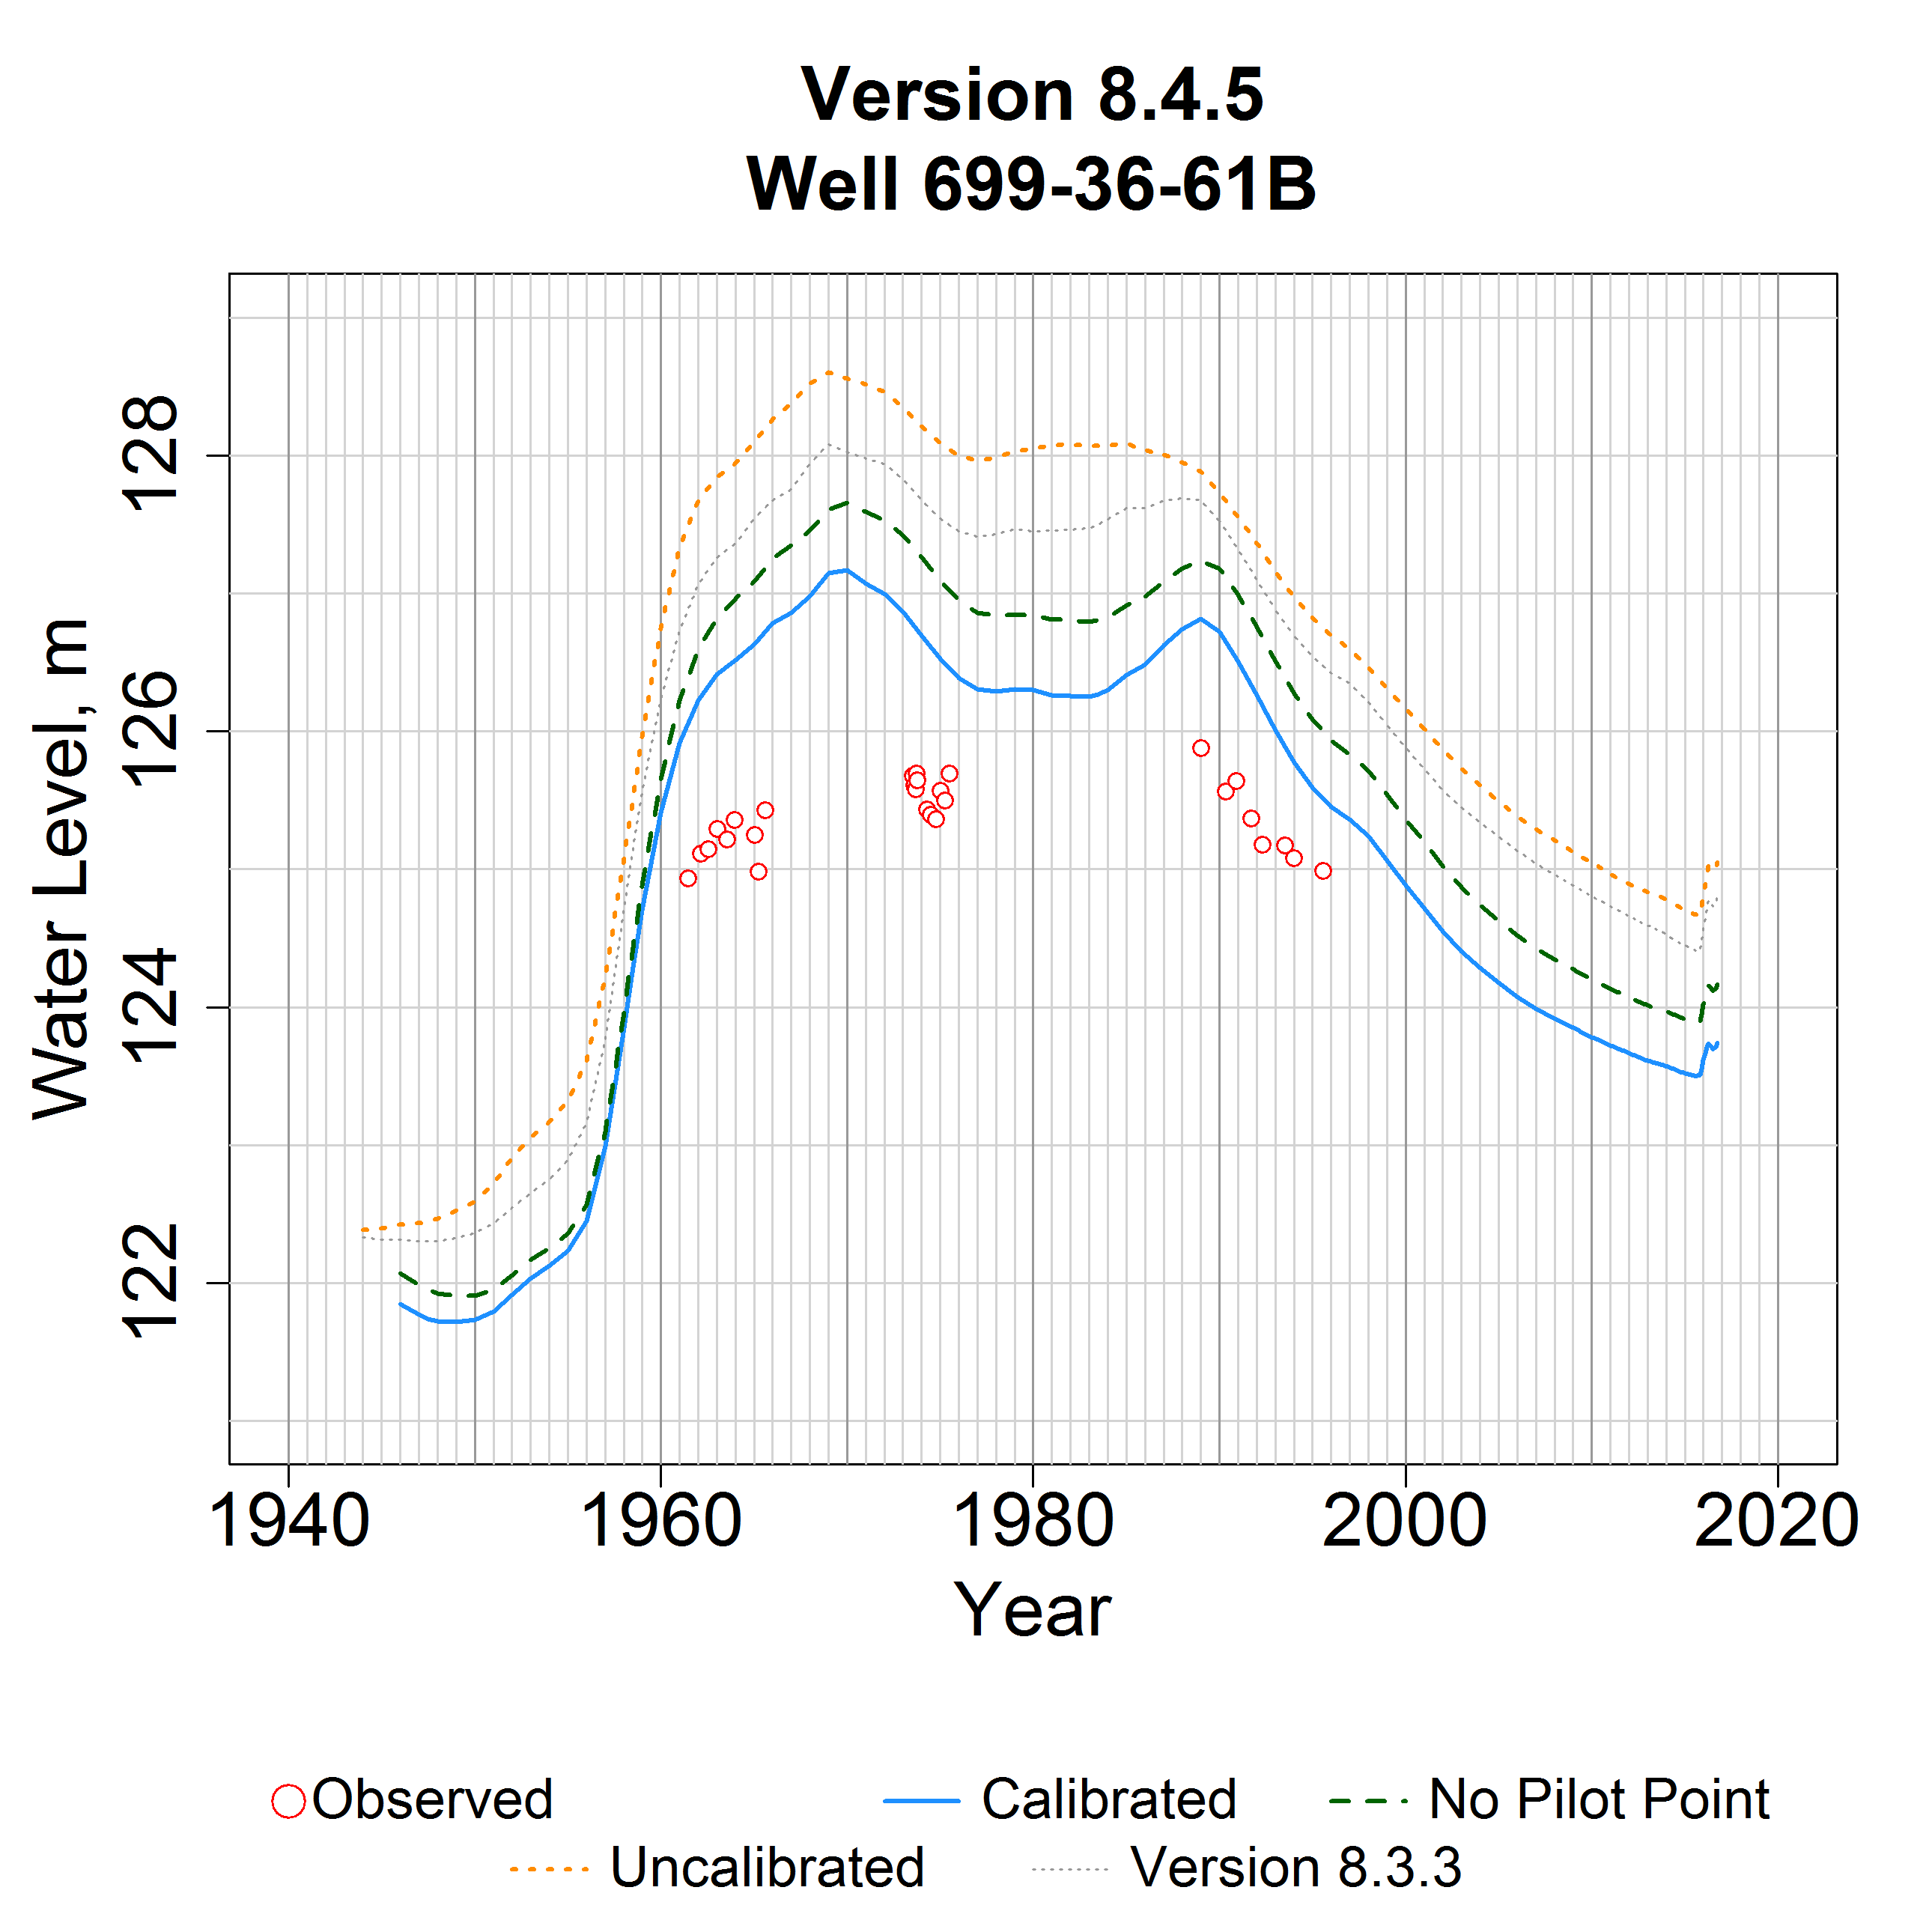 Version 8.4.5
Well 699-36-61B
Water Level, m
128
126
124
122
1940 1960 1980 2000 2020
Year
Observed Calibrated No Pilot Point
Uncalibrated Version 8.3.3